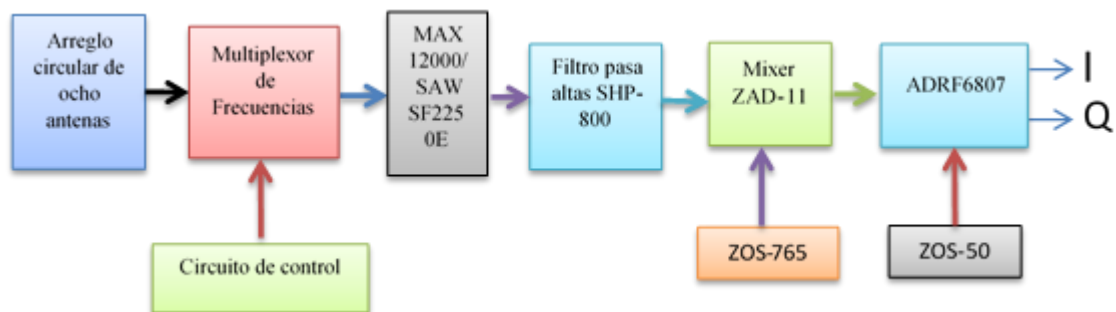 Arreglo
circular de
ocho
antenas
Multiplexor
de
Frecuencias
MAX
12000/
SAW
SF225
0E
Filtro pasa
altas SHP-
800
Mixer
ZAD-11
ADRF6807
I
Q
Circuito de control
ZOS-765
ZOS-50